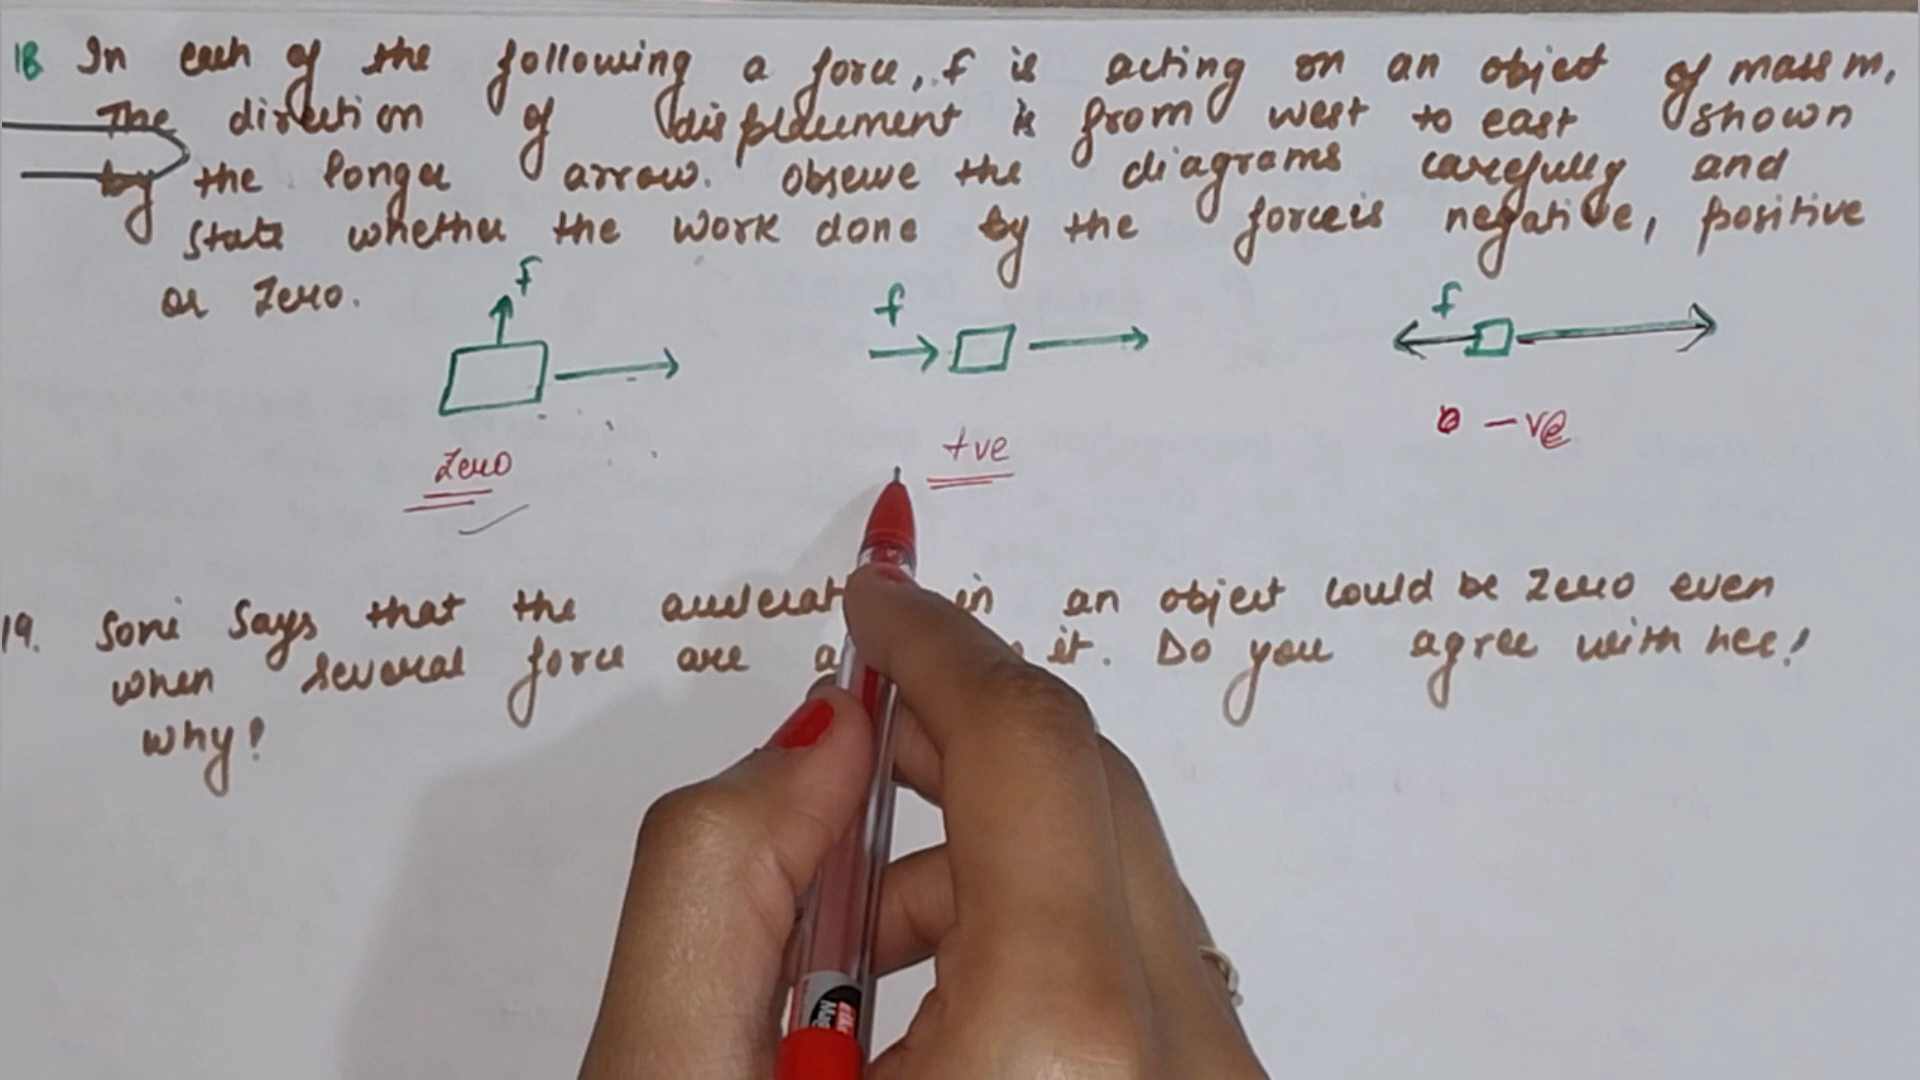 18 In each of the following a force, f is acting on an object of mass m.
The direction of displacement is from west to east shown
by the longer arrow. Observe the diagrams carefully and
state whether the work done by the force is negative, positive
or zero.
f
f
f
zero
+ve
-ve
19. Soni says that the in an object could be zero even
when several force are it. Do you agree with her!
why!